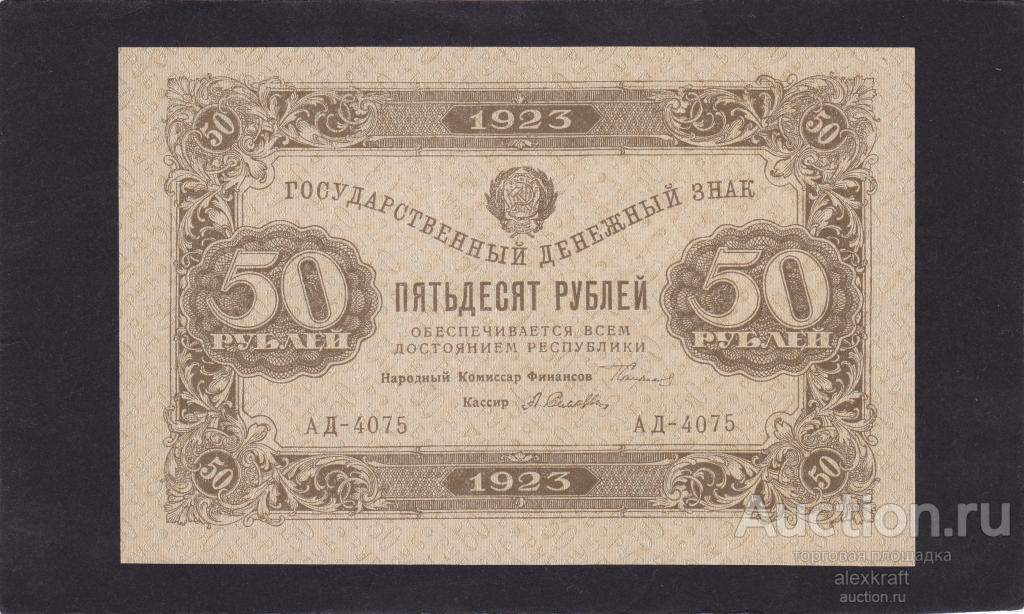 1923
50 50
ГОСУДАРСТВЕННЫЙ ДЕНЕЖНЫЙ ЗНАК
50 РУБЛЕЙ
50 РУБЛЕЙ
ПЯТЬДЕСЯТ РУБЛЕЙ
ОБЕСПЕЧИВАЕТСЯ ВСЕМ
ДОСТОЯНИЕМ РЕСПУБЛИКИ
Народный Комиссар Финансов
Кассир
АД-4075 АД-4075
50 50
1923
Auction.ru
торговая площадка
alexkraft
auction.ru